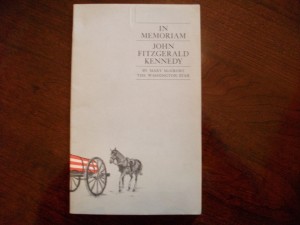 IN
MEMORIAM
JOHN
FITZGERALD
KENNEDY
BY MARY McGRORY
THE WASHINGTON STAR